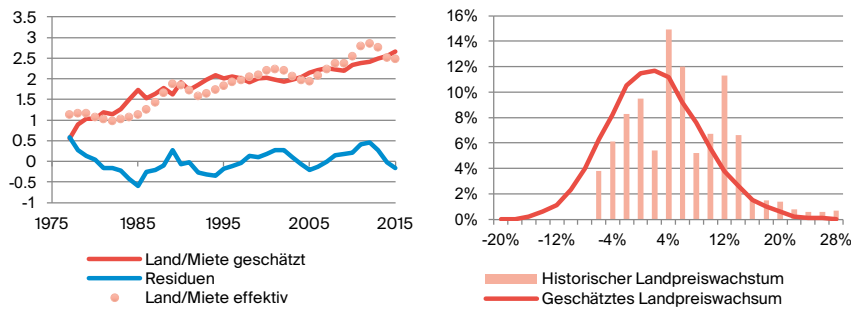 3.5
3
2.5
2
1.5
1
0.5
0
-0.5
-1
1975 1985 1995 2005 2015
Land/Miete geschätzt
Residuen
Land/Miete effektiv
16%
14%
12%
10%
8%
6%
4%
2%
0%
-20% -12% -4% 4% 12% 20% 28%
Historischer Landpreiswachstum
Geschätztes Landpreiswachsum